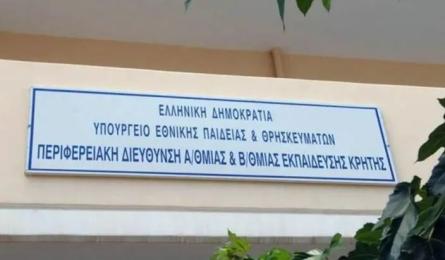 ΕΛΛΗΝΙΚΗ ΔΗΜΟΚΡΑΤΙΑ
ΥΠΟΥΡΓΕΙΟ ΕΘΝΙΚΗΣ ΠΑΙΔΕΙΑΣ & ΘΡΗΣΚΕΥΜΑΤΩΝ
ΠΕΡΙΦΕΡΕΙΑΚΗ ΔΙΕΥΘΥΝΣΗ Α/ΘΜΙΑΣ & Β/ΘΜΙΑΣ ΕΚΠΑΙΔΕΥΣΗΣ ΚΡΗΤΗΣ